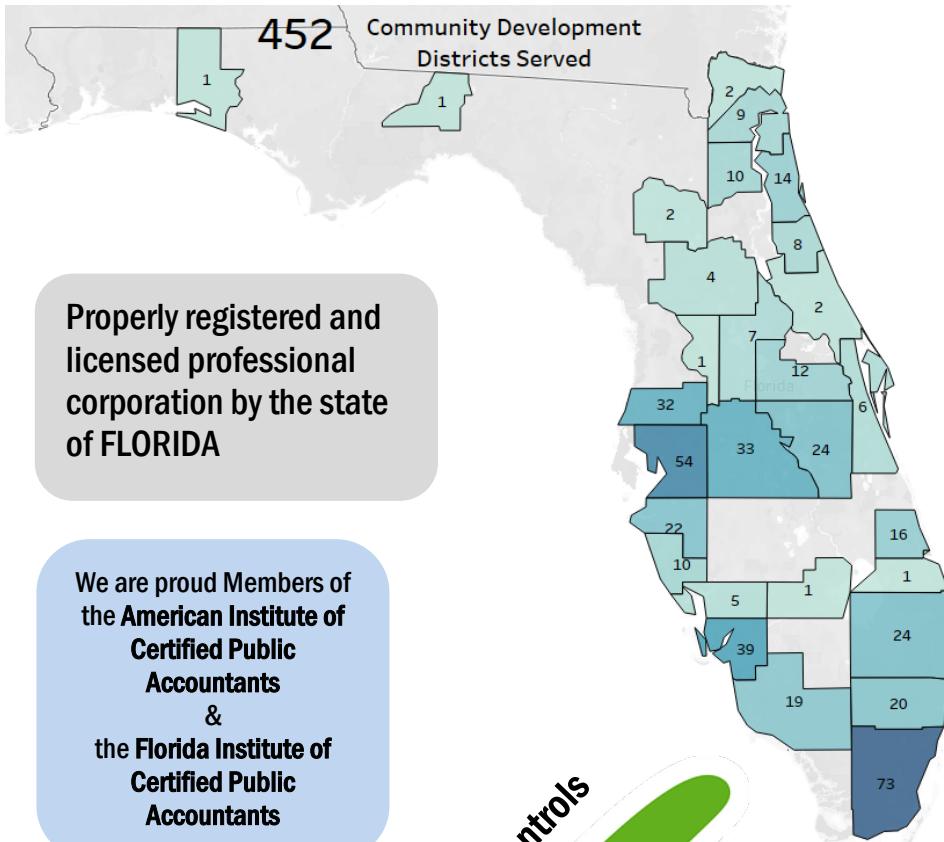 452
Community Development
Districts Served
1
1
2
9
10
14
2
8
4
2
7
1
12
Florida
6
32
33
24
54
22
16
10
1
1
5
24
39
19
20
73
Properly registered and
licensed professional
corporation by the state
of FLORIDA
We are proud Members of
the American Institute of
Certified Public
Accountants
&
the Florida Institute of
Certified Public
Accountants
ntrols